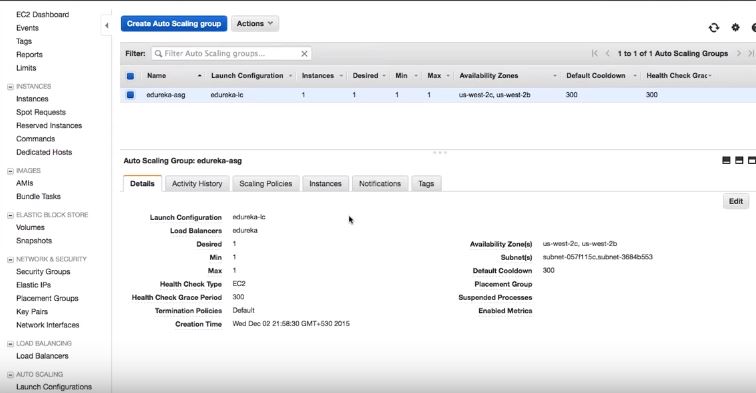 EC2 Dashboard
Events
Tags
Reports
Limits
INSTANCES
Instances
Spot Requests
Reserved Instances
Commands
Dedicated Hosts
IMAGES
AMIs
Bundle Tasks
ELASTIC BLOCK STORE
Volumes
Snapshots
NETWORK & SECURITY
Security Groups
Elastic IPs
Placement Groups
Key Pairs
Network Interfaces
LOAD BALANCING
Load Balancers
AUTO SCALING
Launch Configurations
Create Auto Scaling group Actions
Filter: Filter Auto Scaling groups... 1 to 1 of 1 Auto Scaling Groups
Name Launch Configuration Instances Desired Min Max Availability Zones Default Cooldown Health Check Grac
edureka-asg edureka-lc 1 1 1 1 us-west-2c, us-west-2b 300 300
Auto Scaling Group: edureka-asg
Details Activity History Scaling Policies Instances Notifications Tags
Edit
Launch Configuration edureka-lc
Load Balancers edureka
Desired 1
Min 1
Max 1
Health Check Type EC2
Health Check Grace Period 300
Termination Policies Default
Creation Time Wed Dec 02 21:58:30 GMT+530 2015
Availability Zone(s) us-west-2c, us-west-2b
Subnet(s) subnet-057f115c,subnet-3684b553
Default Cooldown 300
Placement Group
Suspended Processes
Enabled Metrics